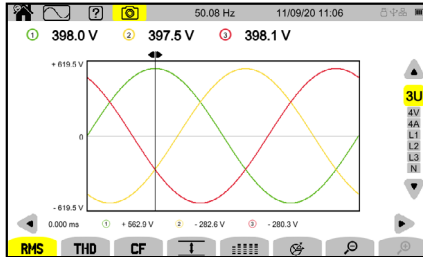 ? 50.08 Hz 11/09/20 11:06
1 398.0 V 2 397.5 V 3 398.1 V
+ 619.5 V
0
- 619.5 V
3U
4V
4A
L1
L2
L3
N
0.000 ms 1 + 562.9 V 2 - 282.6 V 3 - 280.3 V
RMS THD CF